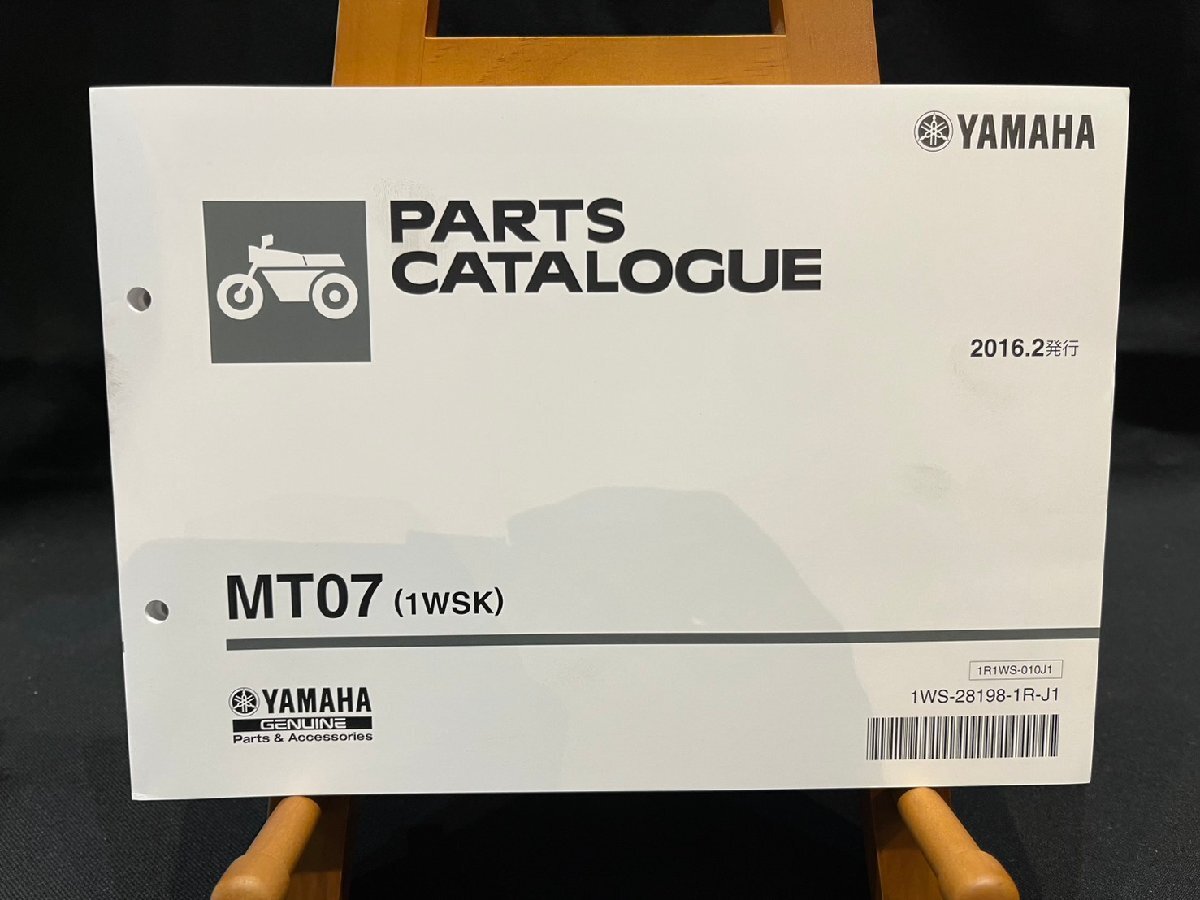 YAMAHA
PARTS
CATALOGUE
2016.2発行
MT07 (1WSK)
1R1WS-010J1
1WS-28198-1R-J1
YAMAHA
GENUINE
Parts & Accessories